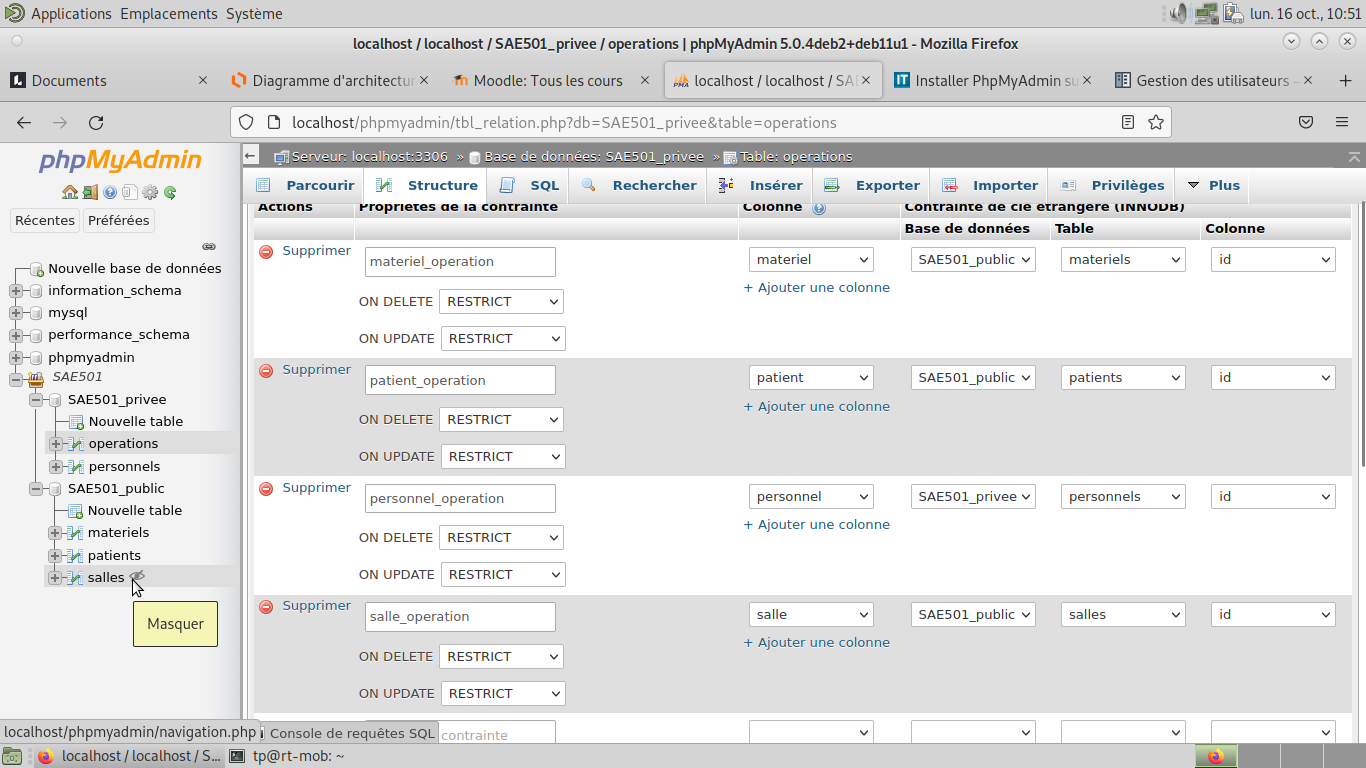 Applications Emplacements Système lun. 16 oct., 10:51
localhost / localhost / SAE501_privee / operations | phpMyAdmin 5.0.4deb2+deb11u1 - Mozilla Firefox
Documents Diagramme d'architectur Moodle: Tous les cours localhost / localhost / SAE Installer PhpMyAdmin su Gestion des utilisateurs –
localhost/phpmyadmin/tbl_relation.php?db=SAE501_privee&table=operations
phpMyAdmin
Récentes Préférées
Nouvelle base de données
information_schema
mysql
performance_schema
phpmyadmin
SAE501
SAE501_privee
Nouvelle table
operations
personnels
SAE501_public
Nouvelle table
materiels
patients
salles
Masquer
Serveur: localhost:3306 » Base de données: SAE501_privee » Table: operations
Parcourir Structure SQL Rechercher Insérer Exporter Importer Privilèges Plus
Actions Propriétés de la contrainte Colonne Contrainte de clé étrangère (INNODB)
Base de données Table Colonne
Supprimer materiel_operation materiel SAE501_public materiels id
+ Ajouter une colonne
ON DELETE RESTRICT
ON UPDATE RESTRICT
Supprimer patient_operation patient SAE501_public patients id
+ Ajouter une colonne
ON DELETE RESTRICT
ON UPDATE RESTRICT
Supprimer personnel_operation personnel SAE501_privee personnels id
+ Ajouter une colonne
ON DELETE RESTRICT
ON UPDATE RESTRICT
Supprimer salle_operation salle SAE501_public salles id
+ Ajouter une colonne
ON DELETE RESTRICT
ON UPDATE RESTRICT
localhost/phpmyadmin/navigation.php Console de requêtes SQL contrainte
localhost / localhost / S... tp@rt-mob: ~